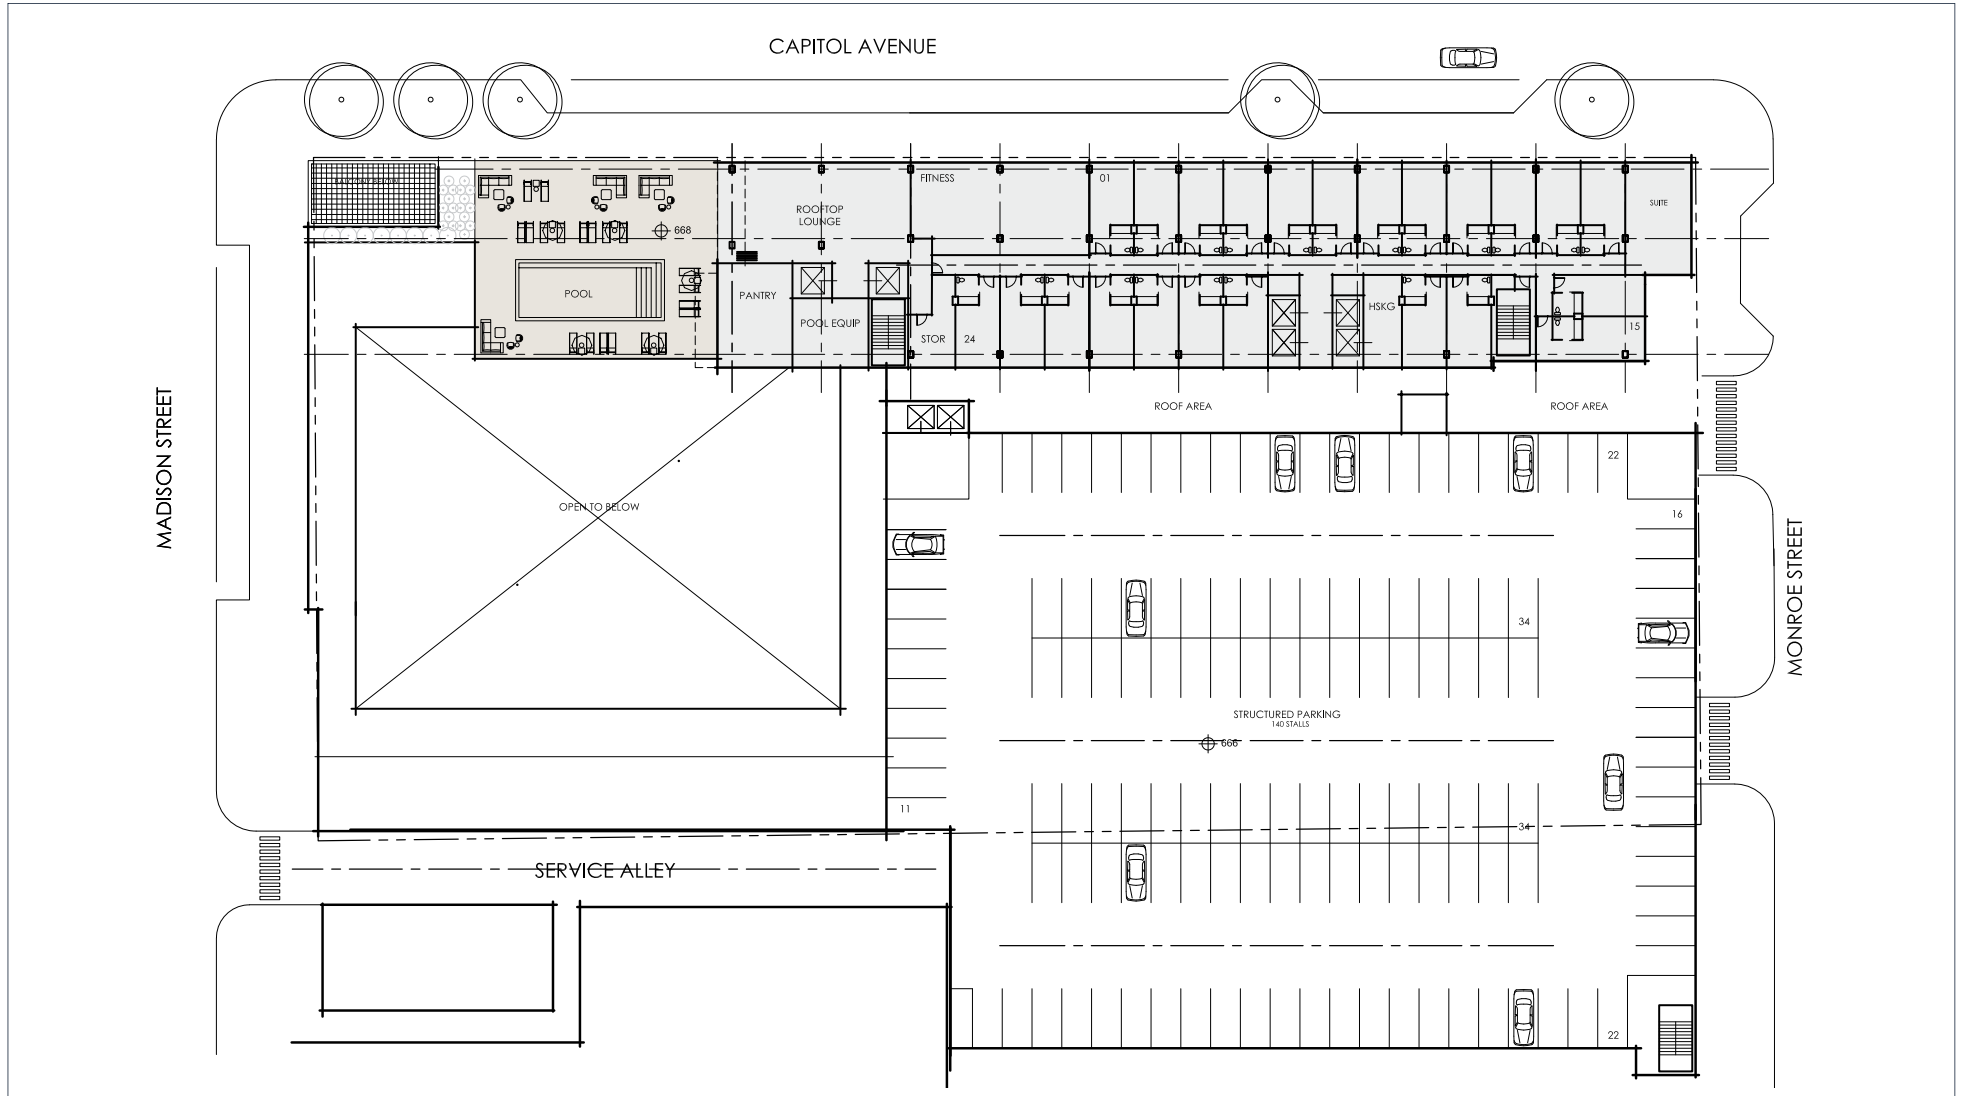 CAPITOL AVENUE
BALCONY BELOW
FITNESS
01
ROOFTOP
LOUNGE
SUITE
668
POOL
PANTRY
POOL EQUIP
HSKG
STOR
24
15
ROOF AREA
ROOF AREA
MADISON STREET
22
OPEN TO BELOW
16
MONROE STREET
34
STRUCTURED PARKING
140 STALLS
666
11
34
SERVICE ALLEY
22